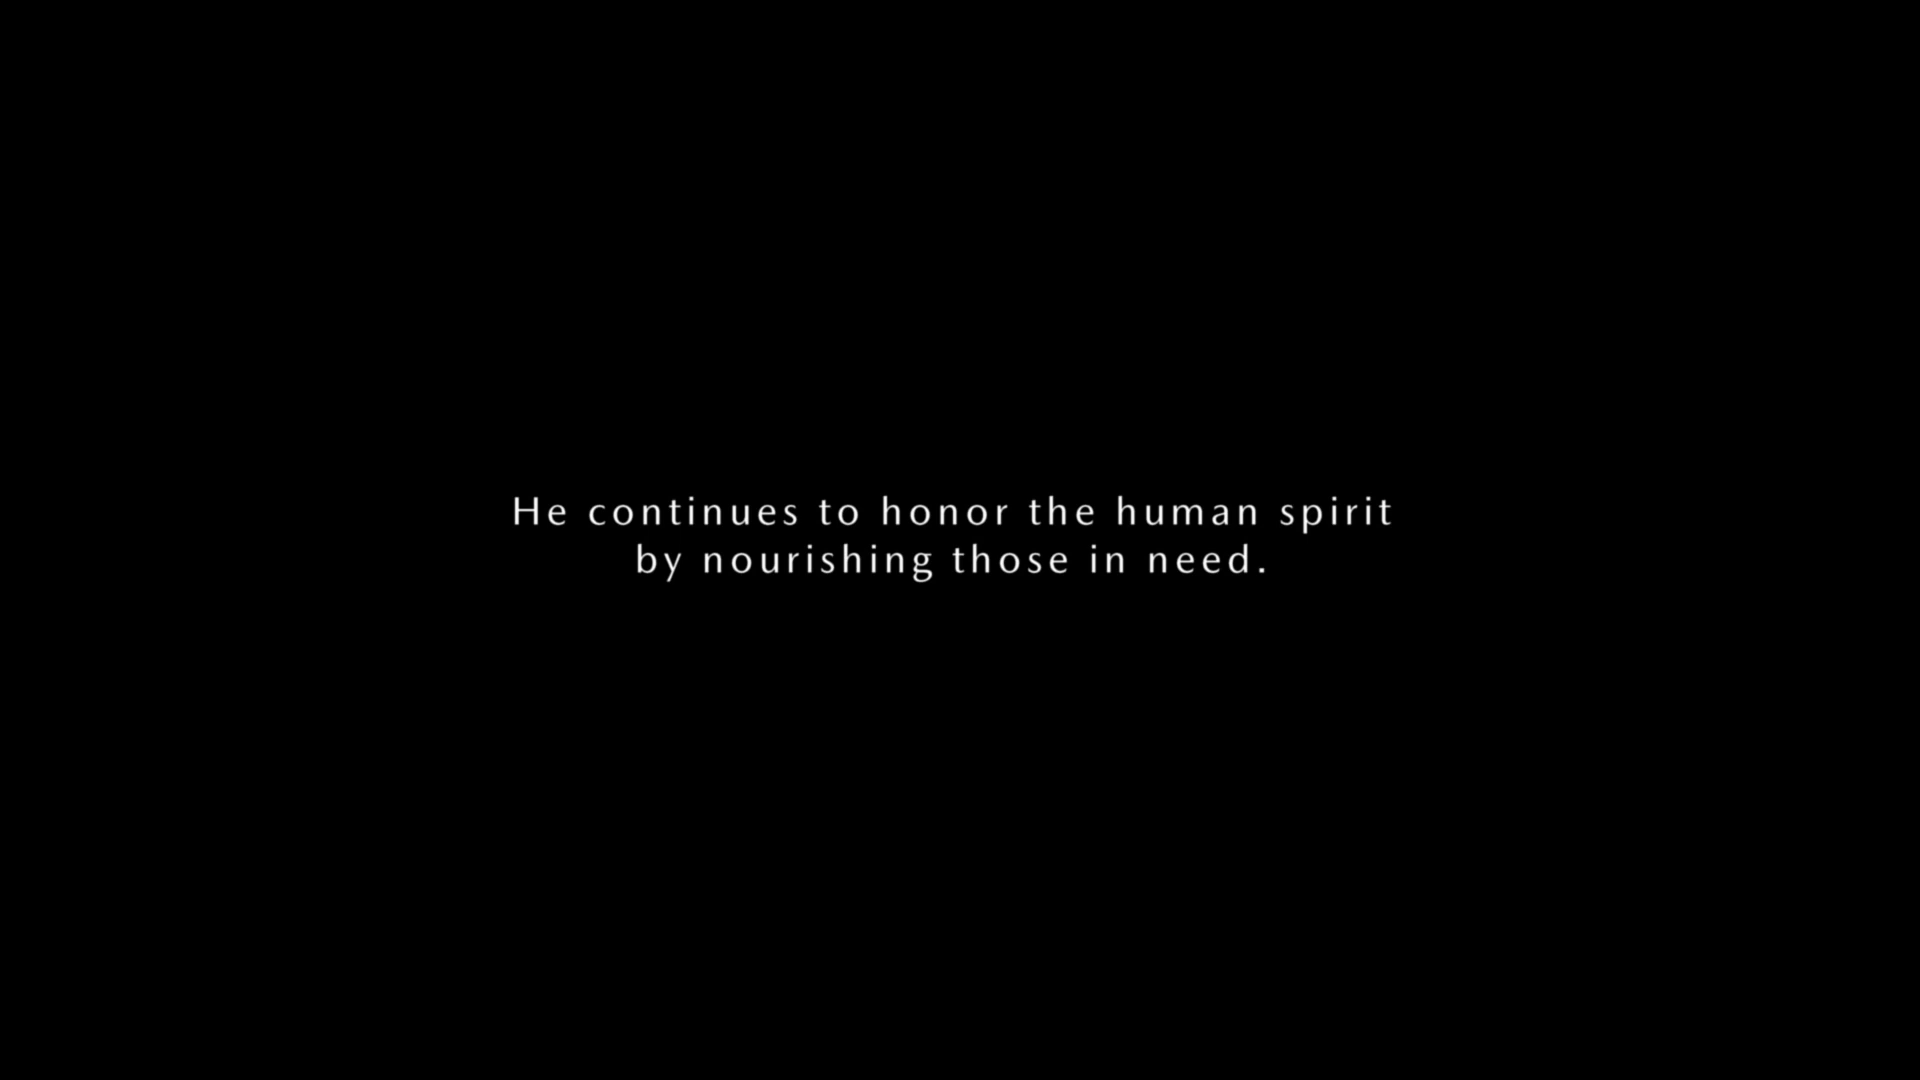 He continues to honor the human spirit
by nourishing those in need.